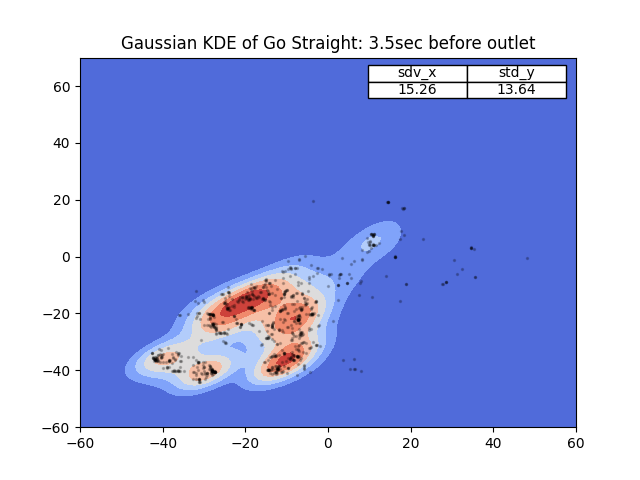 Gaussian KDE of Go Straight: 3.5sec before outlet
sdv_x std_y
15.26 13.64
60
40
20
0
−20
−40
−60
−60 −40 −20 0 20 40 60